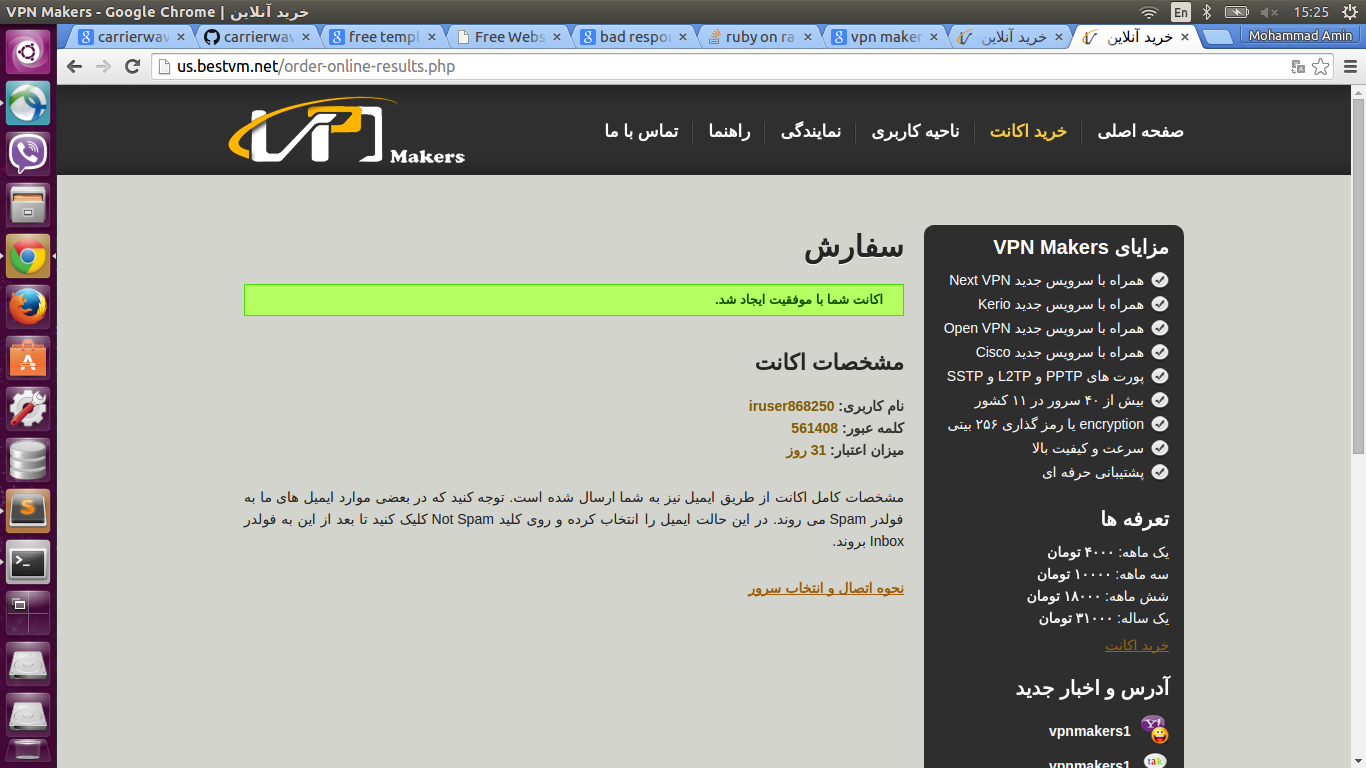 VPN Makers - Google Chrome | خرید آنلاین
En
15:25
carrierwav
carrierwav
free templ
Free Webs
bad respon
ruby on ra
vpn maker
خرید آنلاین
خرید آنلاین
Mohammad Amin
us.bestvm.net/order-online-results.php
VPN Makers
صفحه اصلی
خرید اکانت
ناحیه کاربری
نمایندگی
راهنما
تماس با ما
سفارش
اکانت شما با موفقیت ایجاد شد.
مشخصات اکانت
نام کاربری: iruser868250
کلمه عبور: 561408
میزان اعتبار: 31 روز
مشخصات کامل اکانت از طریق ایمیل نیز به شما ارسال شده است. توجه کنید که در بعضی موارد ایمیل های ما به
فولدر Spam می روند. در این حالت ایمیل را انتخاب کرده و روی کلید Not Spam کلیک کنید تا بعد از این به فولدر
Inbox بروند.
نحوه اتصال و انتخاب سرور
مزایای VPN Makers
همراه با سرویس جدید Next VPN
همراه با سرویس جدید Kerio
همراه با سرویس جدید Open VPN
همراه با سرویس جدید Cisco
پورت های PPTP و L2TP و SSTP
بیش از ۴۰ سرور در ۱۱ کشور
encryption یا رمز گذاری ۲۵۶ بیتی
سرعت و کیفیت بالا
پشتیبانی حرفه ای
تعرفه ها
یک ماهه: ۴۰۰۰ تومان
سه ماهه: ۱۰۰۰۰ تومان
شش ماهه: ۱۸۰۰۰ تومان
یک ساله: ۳۱۰۰۰ تومان
خرید اکانت
آدرس و اخبار جدید
vpnmakers1
talk
vpnmakers1